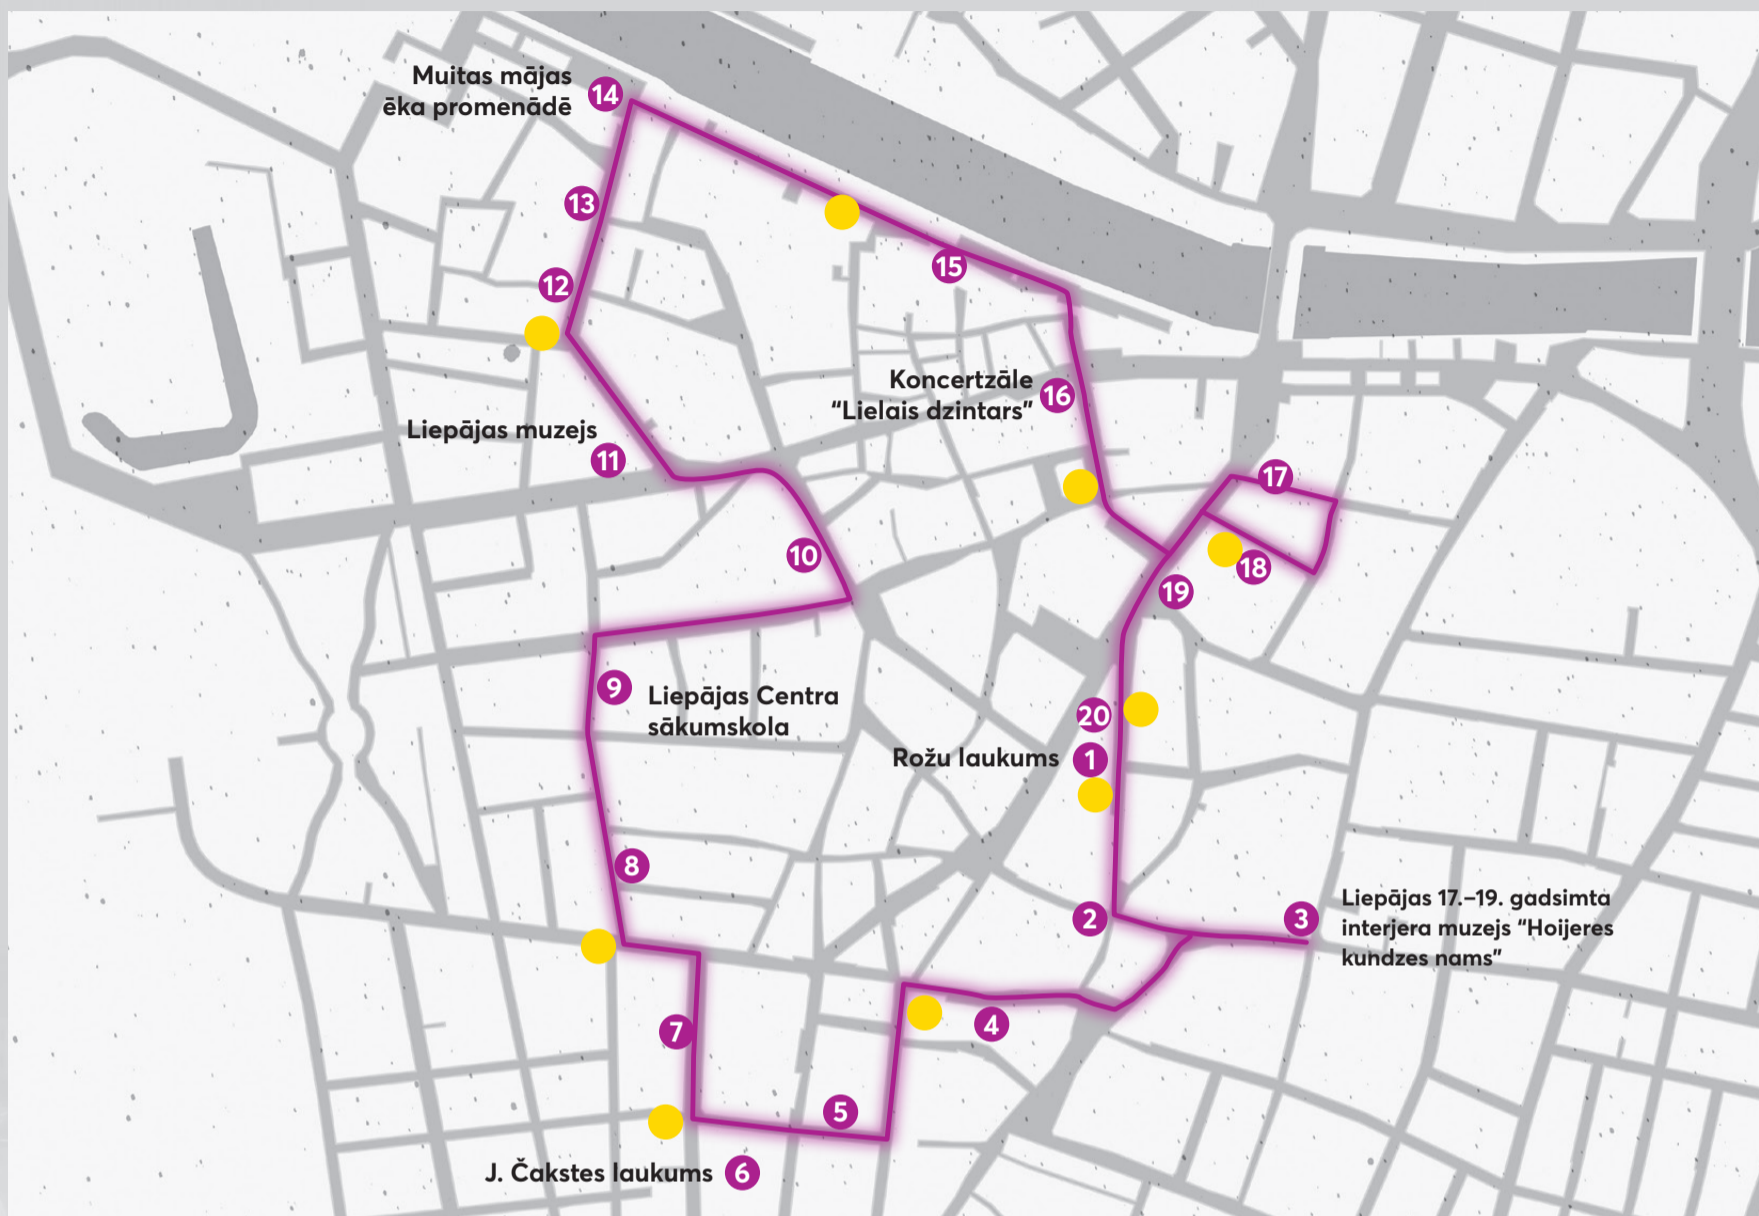 Muitas mājas
ēka promenādē
14
13
12
15
Koncertzāle
“Lielais dzintars”
16
Liepājas muzejs
11
17
10
18
19
9
Liepājas Centra
sākumskola
20
Rožu laukums
1
8
2
3
Liepājas 17.–19. gadsimta
interjera muzejs “Hoijeres
kundzes nams”
7
4
5
J. Čakstes laukums
6